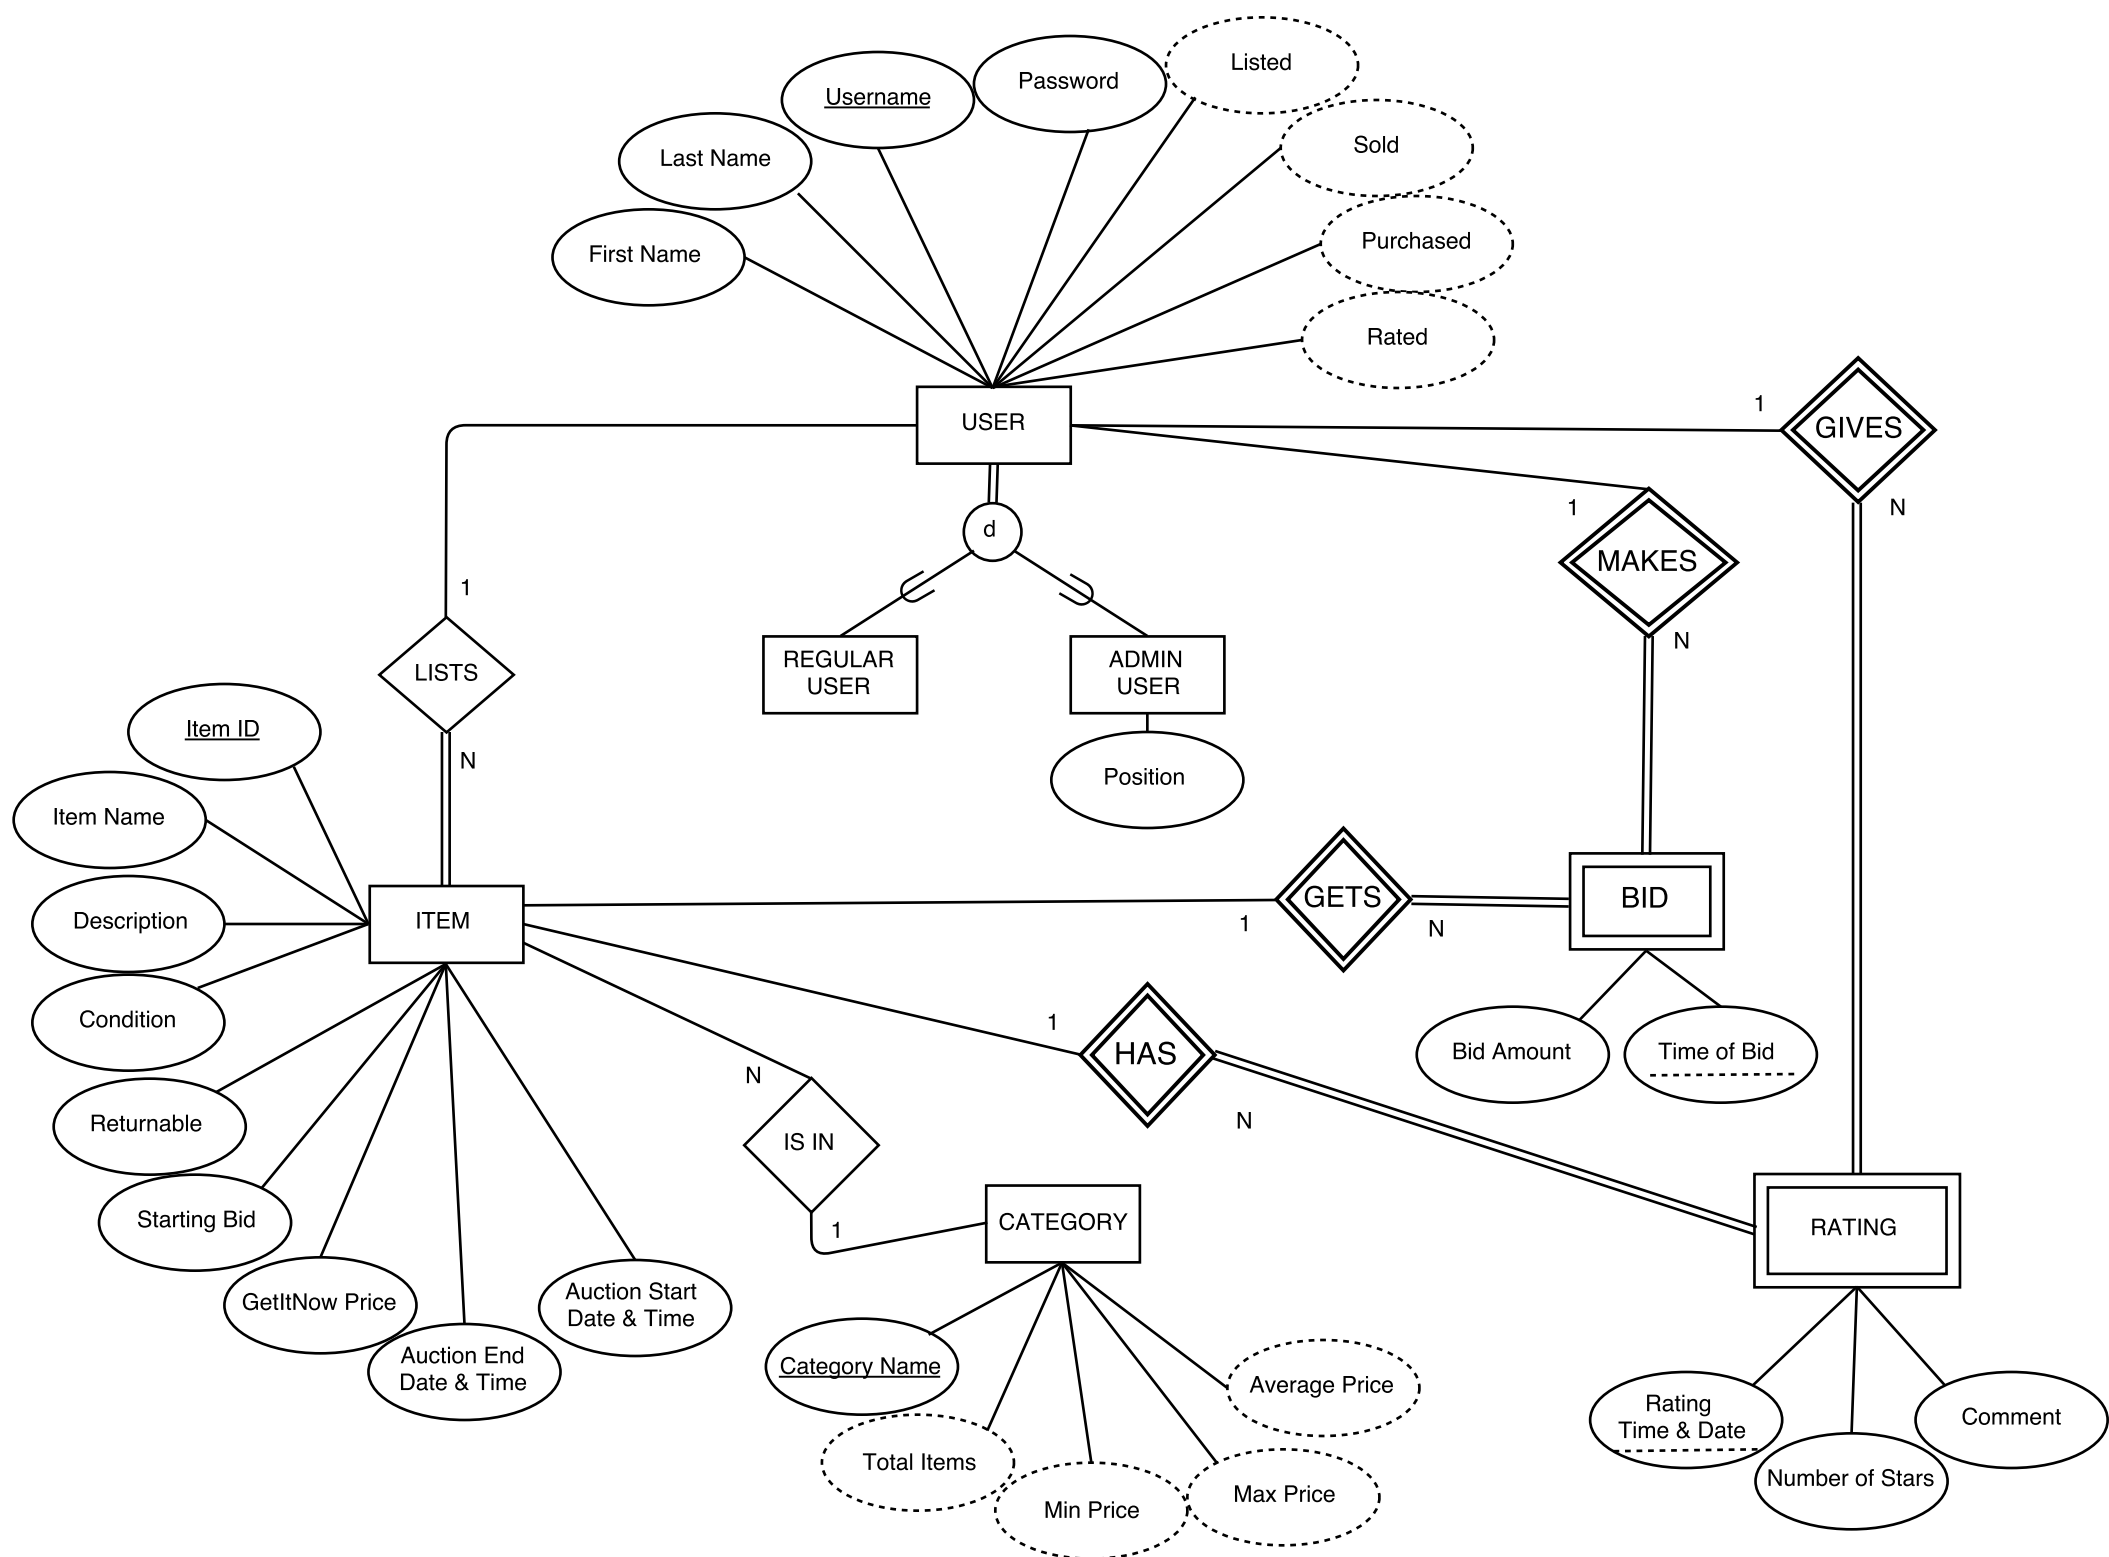 Listed
Password
Username
Sold
Last Name
Purchased
First Name
Rated
1
USER
GIVES
1
N
d
MAKES
1
N
REGULAR
USER
ADMIN
USER
LISTS
Item ID
N
Position
Item Name
BID
GETS
Description
ITEM
1
N
Condition
1
Bid Amount
Time of Bid
HAS
N
Returnable
N
IS IN
Starting Bid
1
CATEGORY
RATING
GetItNow Price
Auction Start
Date & Time
Auction End
Date & Time
Category Name
Average Price
Rating
Time & Date
Comment
Total Items
Number of Stars
Max Price
Min Price